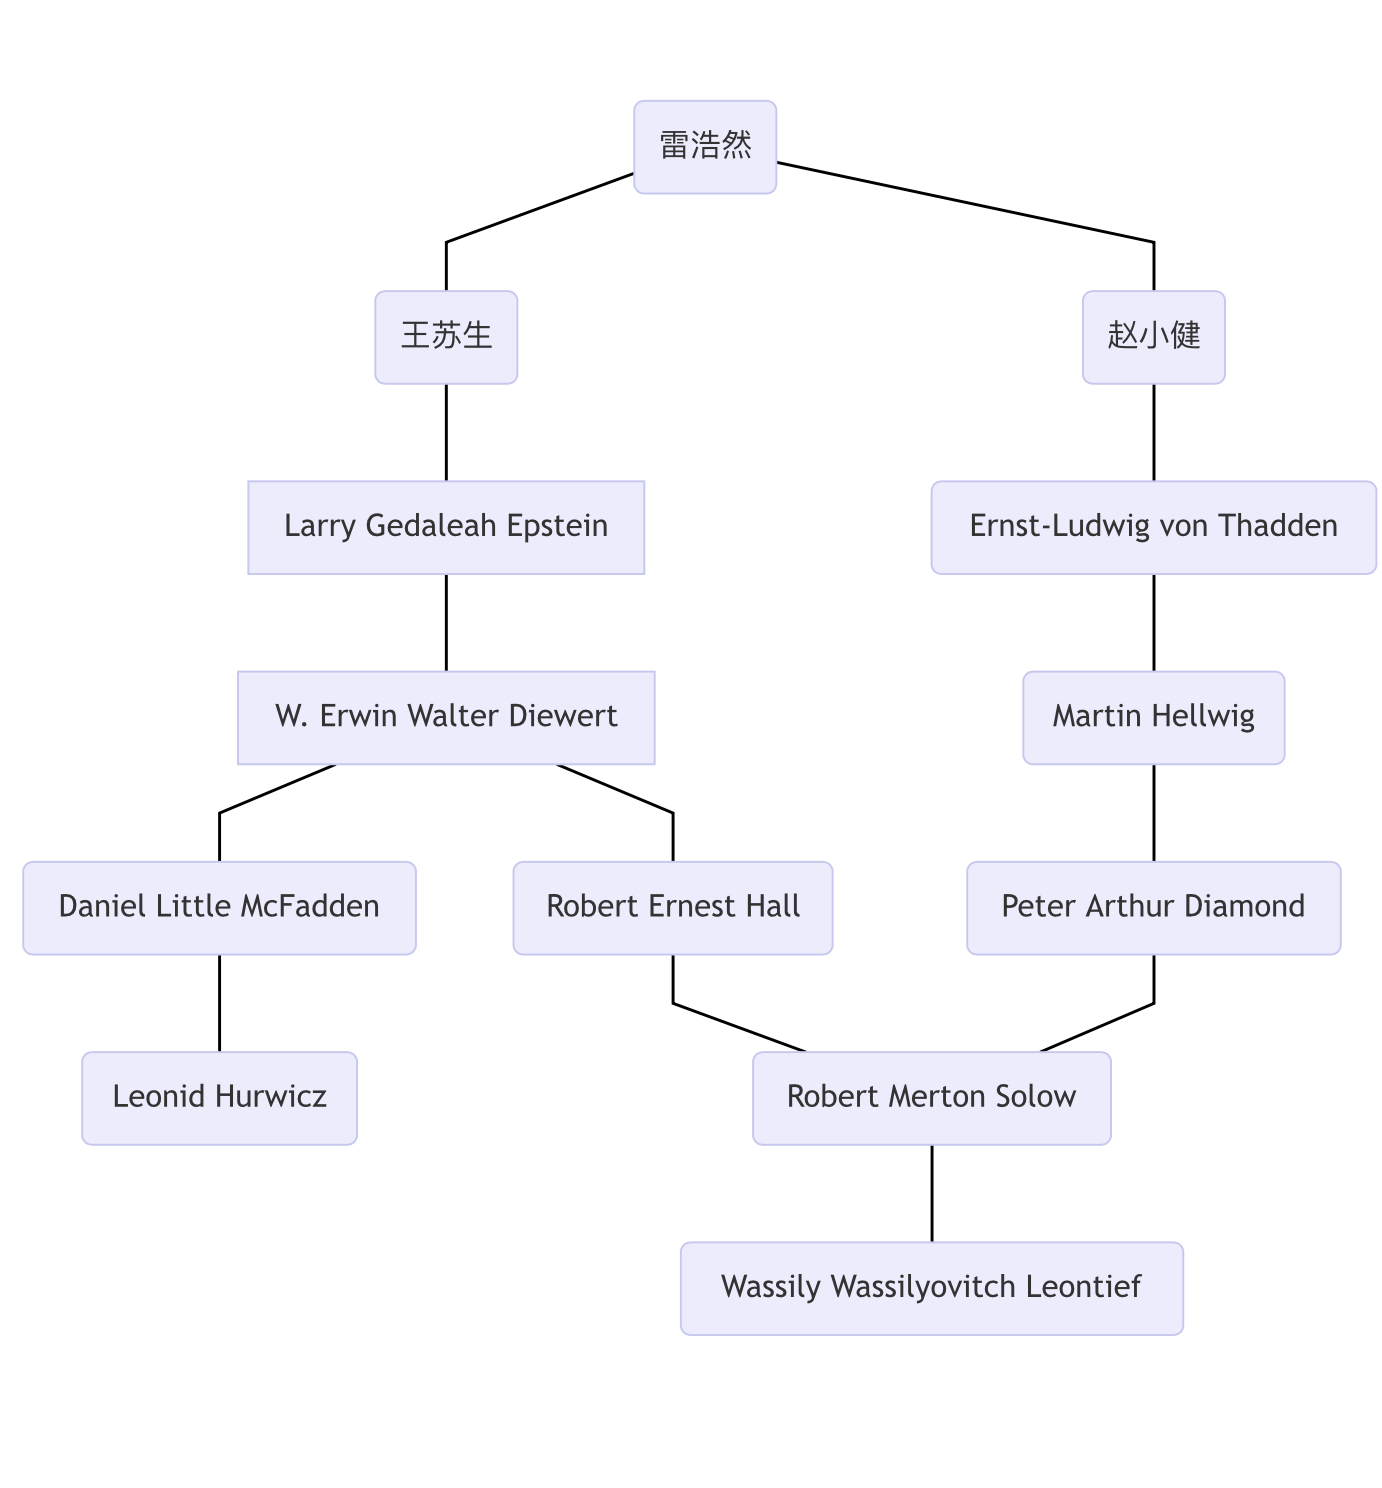 雷浩然
王苏生
赵小健
Larry Gedaleah Epstein
Ernst-Ludwig von Thadden
W. Erwin Walter Diewert
Martin Hellwig
Daniel Little McFadden
Robert Ernest Hall
Peter Arthur Diamond
Leonid Hurwicz
Robert Merton Solow
Wassily Wassilyovitch Leontief